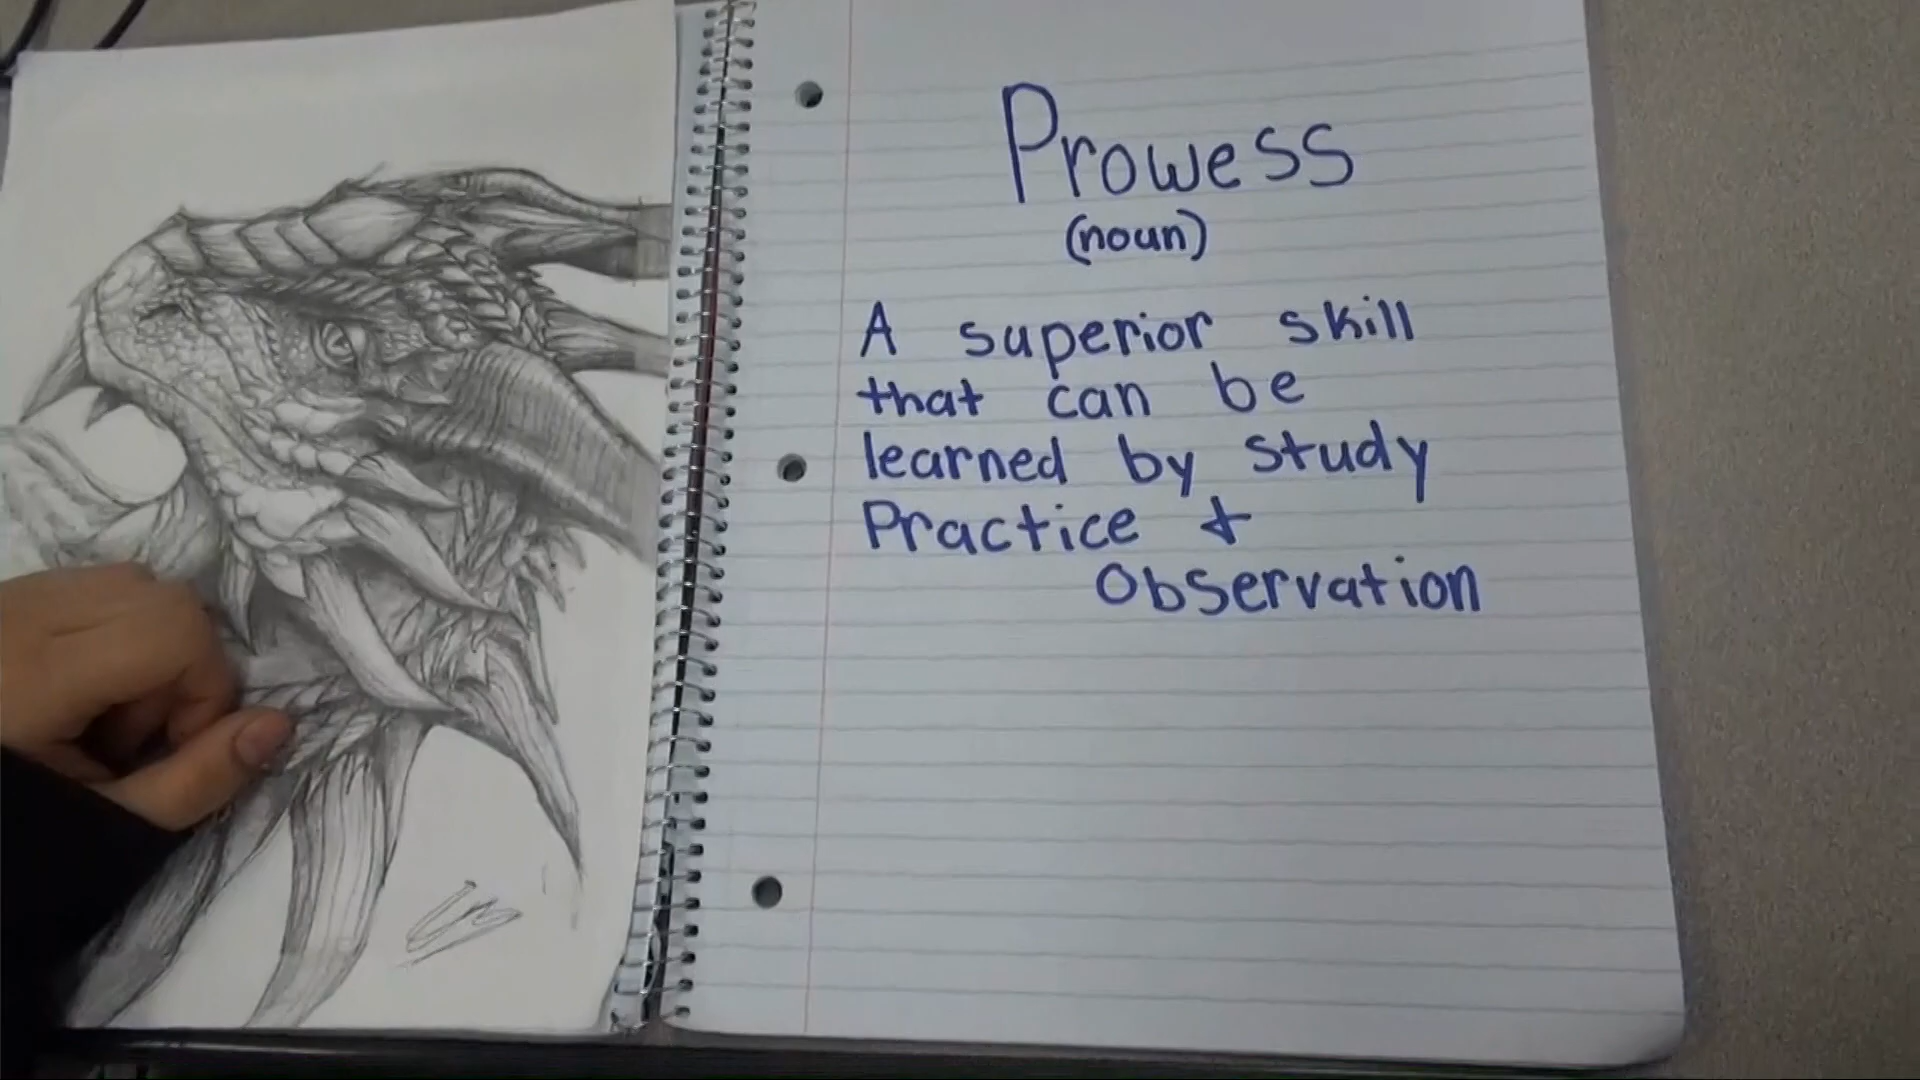 Prowess
(noun)
A superior skill
that can be
learned by study
Practice +
Observation